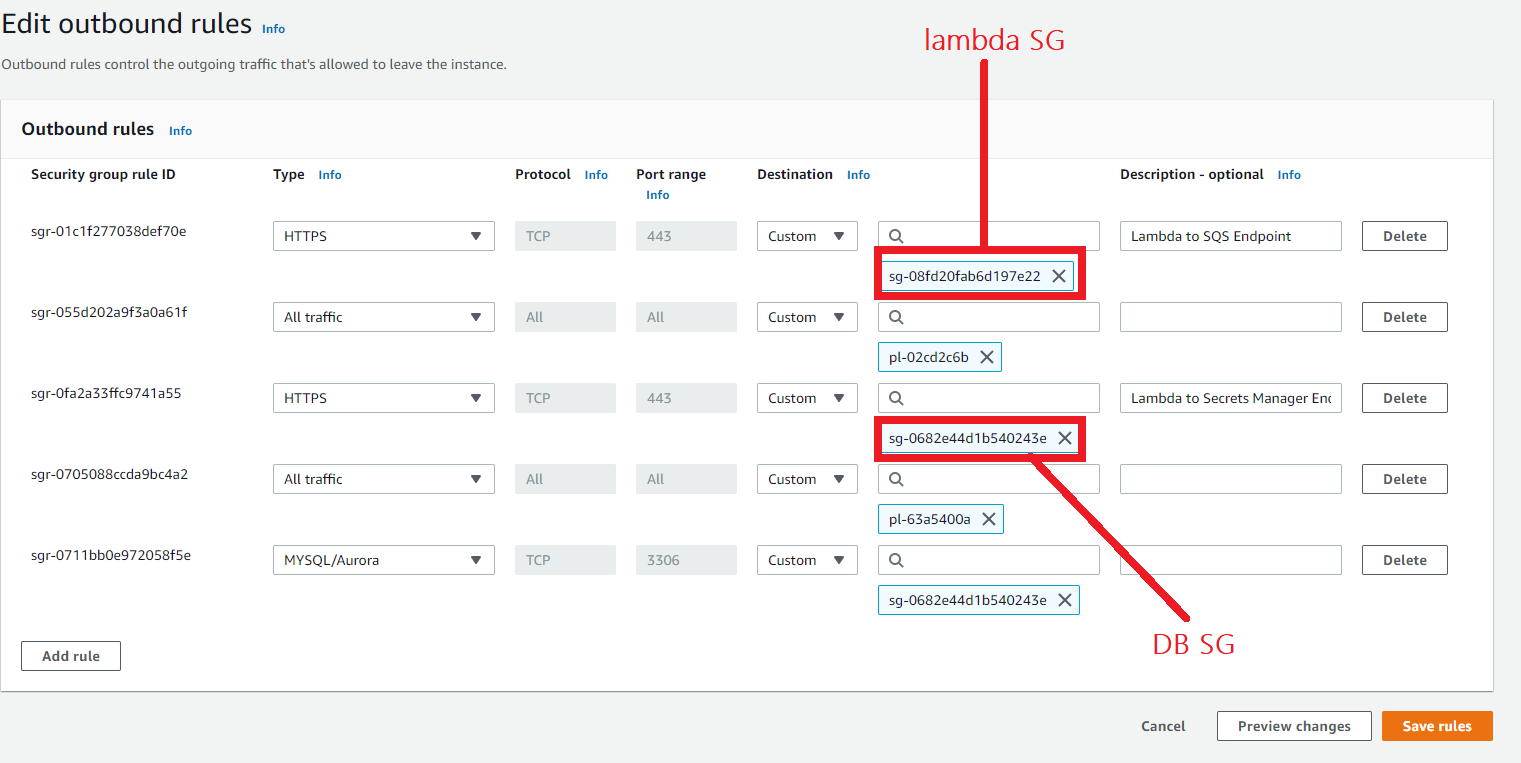 Edit outbound rules Info
lambda SG
Outbound rules control the outgoing traffic that's allowed to leave the instance.
Outbound rules Info
Security group rule ID Type Info Protocol Info Port range Info Destination Info Description - optional Info
sgr-01c1f277038def70e HTTPS TCP 443 Custom Lambda to SQS Endpoint Delete
sg-08fd20fab6d197e22
sgr-055d202a9f3a0a61f All traffic All All Custom Delete
pl-02cd2c6b
sgr-0fa2a33ffc9741a55 HTTPS TCP 443 Custom Lambda to Secrets Manager Enc Delete
sg-0682e44d1b540243e
sgr-0705088ccda9bc4a2 All traffic All All Custom Delete
pl-63a5400a
sgr-0711bb0e972058f5e MYSQL/Aurora TCP 3306 Custom Delete
sg-0682e44d1b540243e
DB SG
Add rule
Cancel Preview changes Save rules